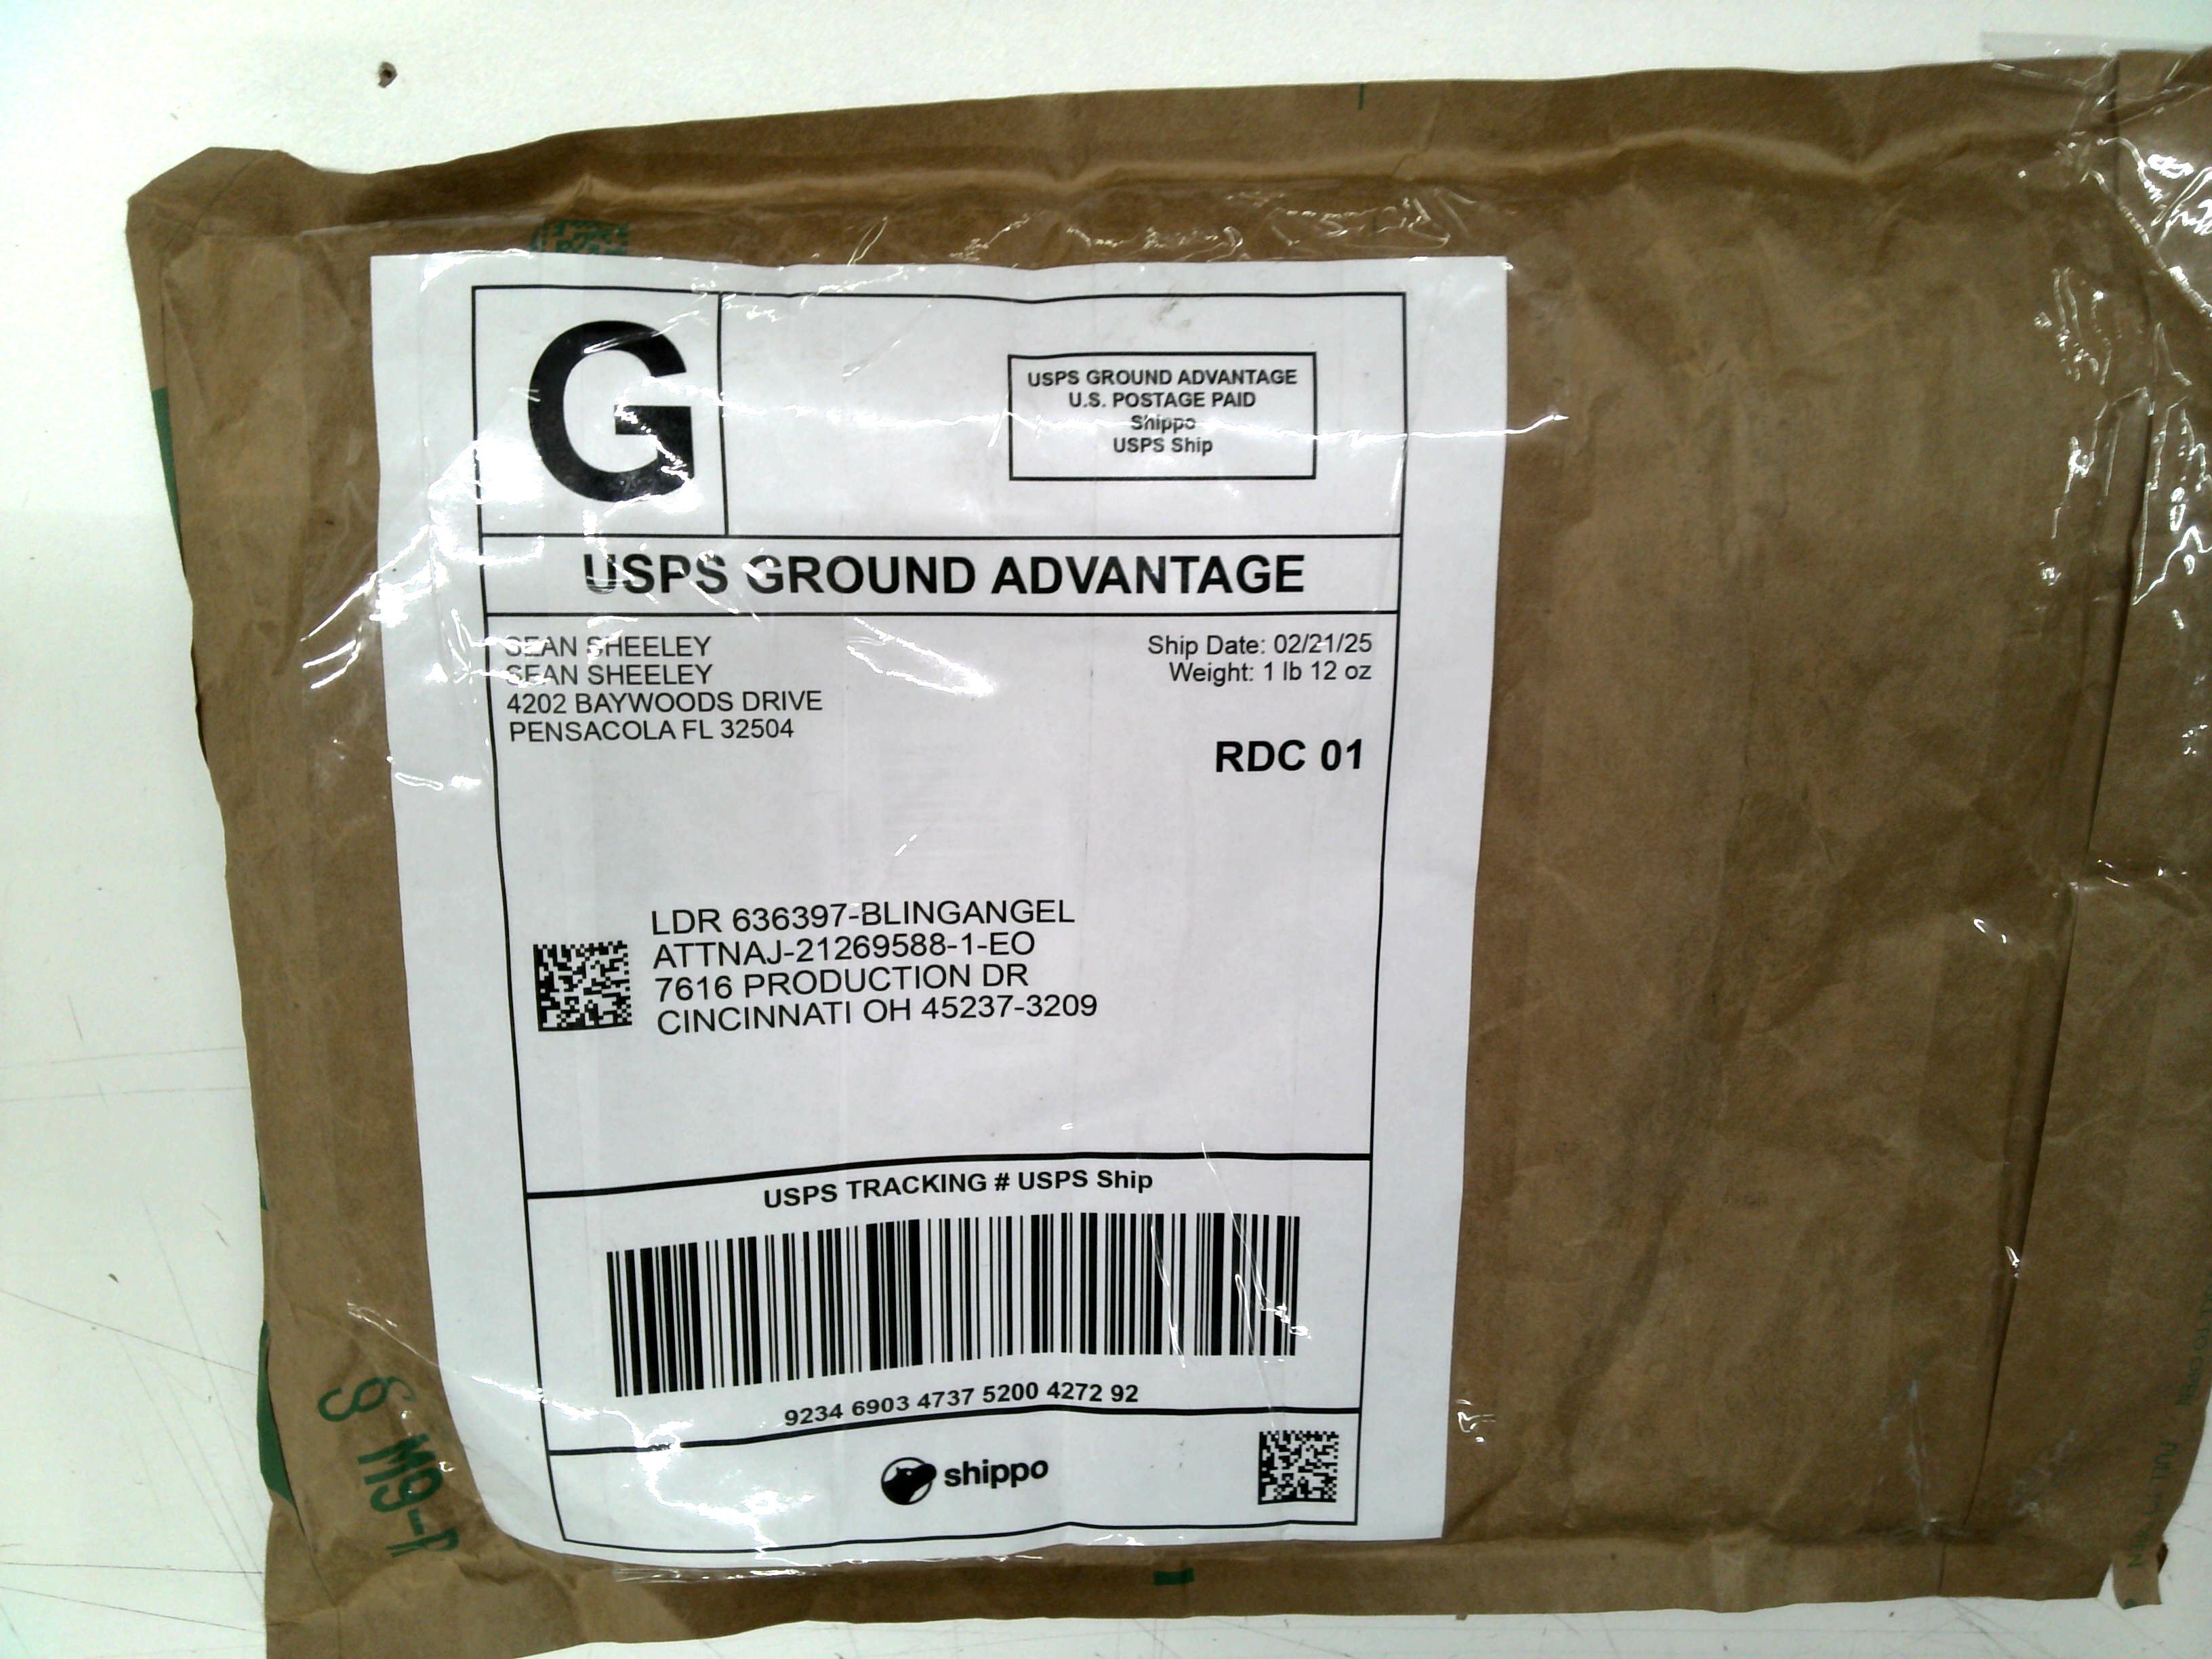 G
USPS GROUND ADVANTAGE
U.S. POSTAGE PAID
Shippo
USPS Ship
USPS GROUND ADVANTAGE
SEAN SHEELEY
SEAN SHEELEY
4202 BAYWOODS DRIVE
PENSACOLA FL 32504
Ship Date: 02/21/25
Weight: 1 lb 12 oz
RDC 01
LDR 636397-BLINGANGEL
ATTNAJ-21269588-1-EO
7616 PRODUCTION DR
CINCINNATI OH 45237-3209
USPS TRACKING # USPS Ship
9234 6903 4737 5200 4272 92
shippo